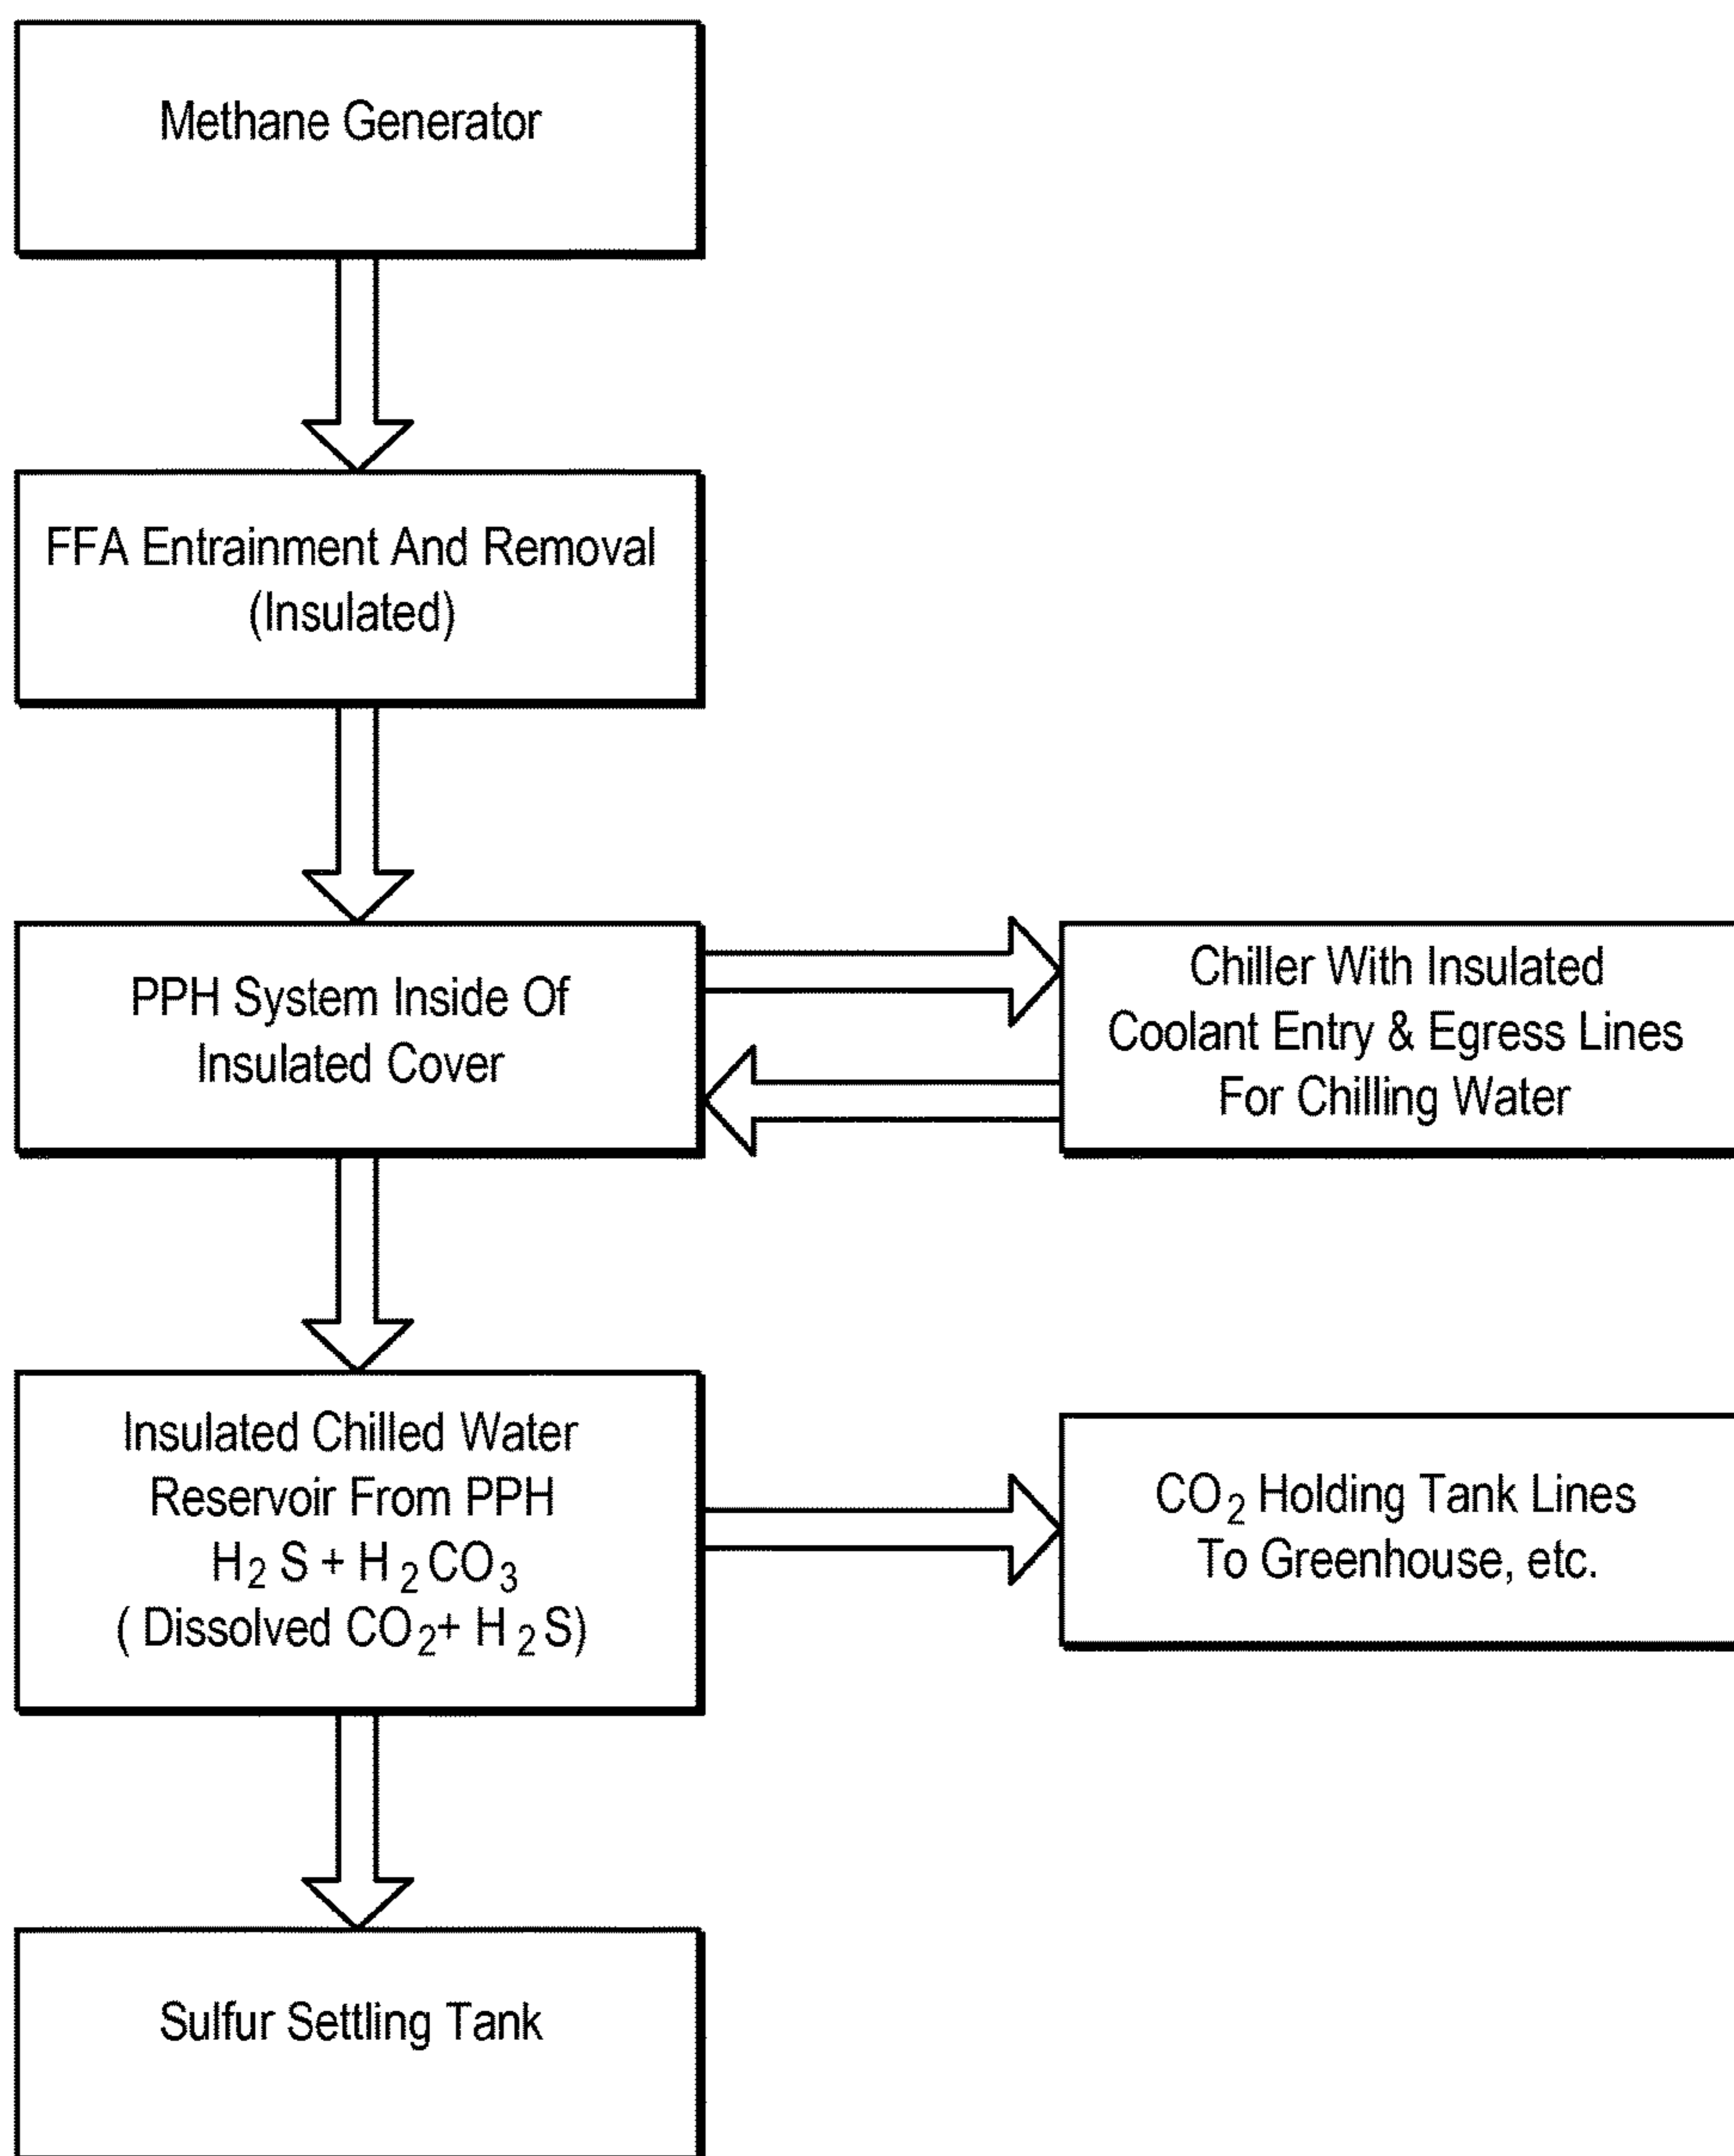 Methane Generator
FFA Entrainment And Removal
(Insulated)
PPH System Inside Of
Insulated Cover
Chiller With Insulated
Coolant Entry & Egress Lines
For Chilling Water
Insulated Chilled Water
Reservoir From PPH
H₂ S + H₂ CO₃
( Dissolved CO₂+ H₂ S)
CO₂ Holding Tank Lines
To Greenhouse, etc.
Sulfur Settling Tank